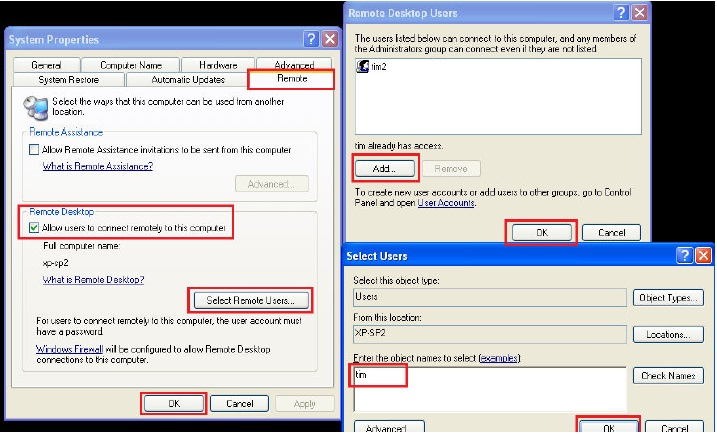 System Properties
General
Computer Name
Hardware
Advanced
System Restore
Automatic Updates
Remote
Select the ways that this computer can be used from another
location.
Remote Assistance
Allow Remote Assistance invitations to be sent from this computer
What is Remote Assistance?
Advanced...
Remote Desktop
Allow users to connect remotely to this computer
Full computer name:
xp-sp2
What is Remote Desktop?
Select Remote Users...
For users to connect remotely to this computer, the user account must
have a password.
Windows Firewall will be configured to allow Remote Desktop
connections to this computer.
OK
Cancel
Apply
Remote Desktop Users
The users listed below can connect to this computer, and any members of
the Administrators group can connect even if they are not listed.
tim2
tim already has access.
Add...
Remove
To create new user accounts or add users to other groups, go to Control
Panel and open User Accounts.
OK
Cancel
Select Users
Select this object type:
Users
Object Types...
From this location:
XP-SP2
Locations...
Enter the object names to select (examples)
tim
Check Names
Advanced
OK
Cancel